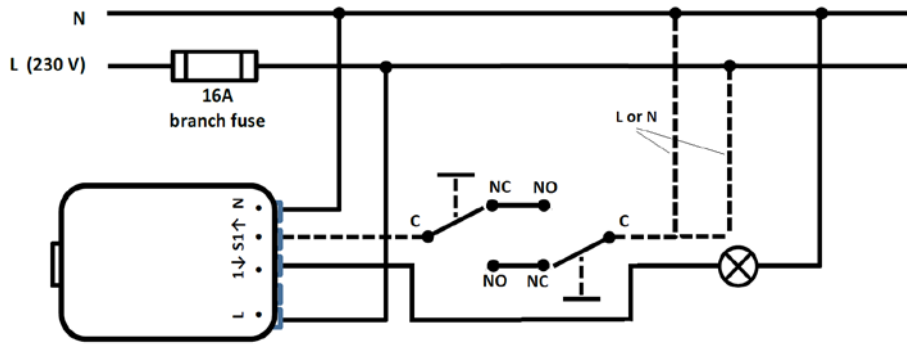 N
L (230 V)
16A
branch fuse
L or N
NC NO
C
C
NO NC
N
S1↑
1↓
L